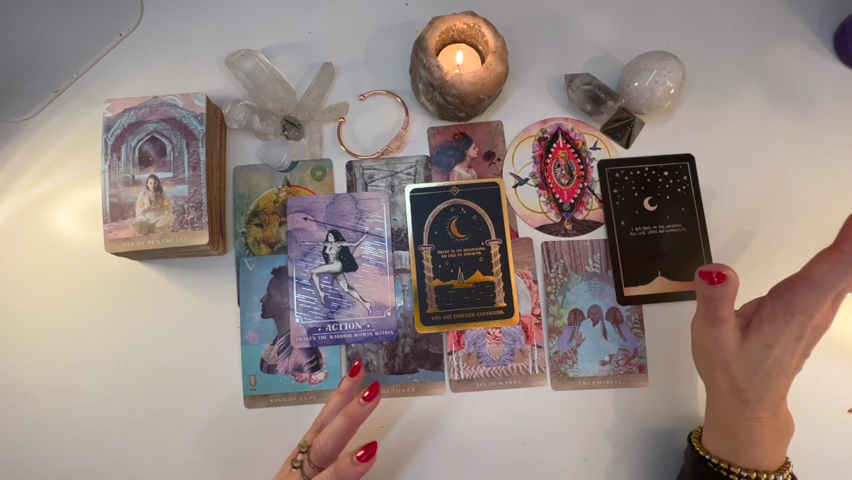 SIX OF PENTACLES
ACTION
AWAKEN THE WARRIOR WOMAN WITHIN
THERE IS NO BEGINNING
OR END TO GROWTH
YOU ARE FOREVER EXPANDING
KING OF CUPS
THE TOWER
SIX OF WANDS
THE EMPRESS